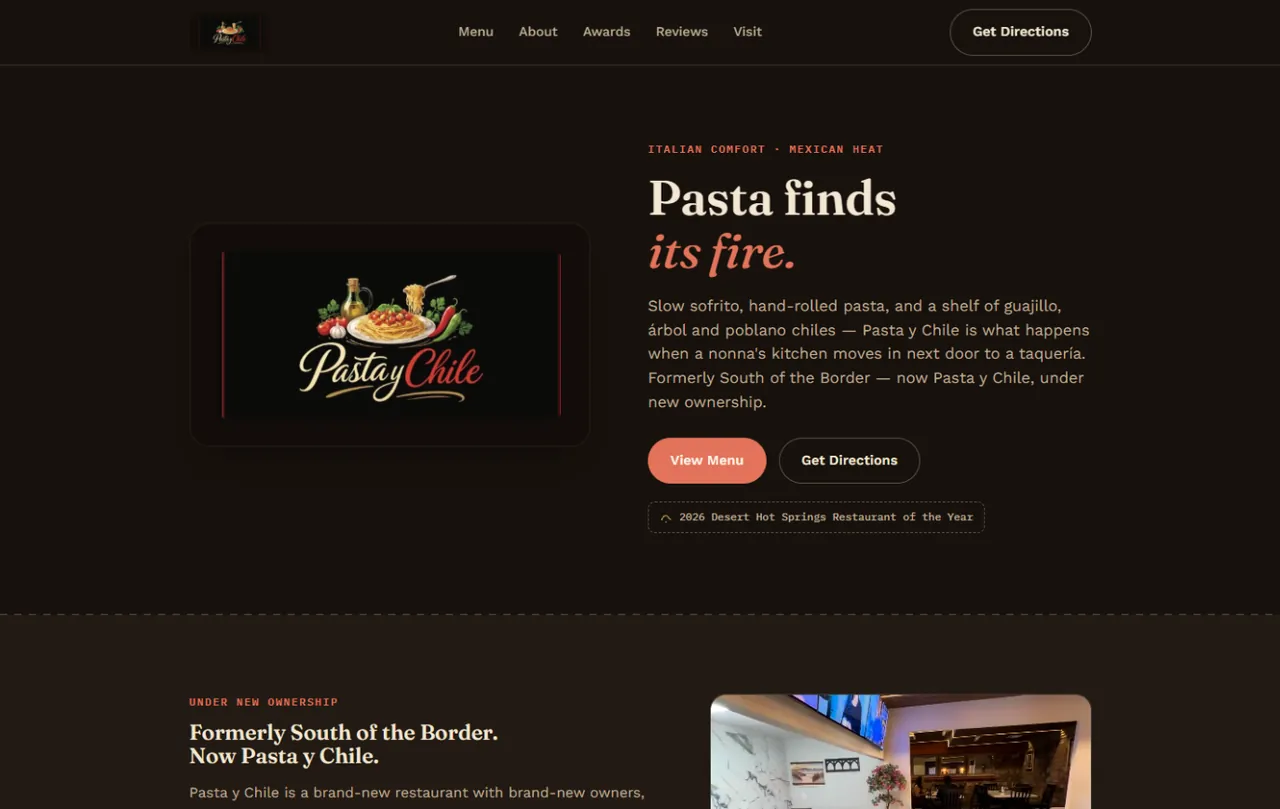 Pasta y Chile
Menu
About
Awards
Reviews
Visit
Get Directions
Pasta y Chile
ITALIAN COMFORT · MEXICAN HEAT
Pasta finds
its fire.
Slow sofrito, hand-rolled pasta, and a shelf of guajillo,
árbol and poblano chiles — Pasta y Chile is what happens
when a nonna's kitchen moves in next door to a taquería.
Formerly South of the Border — now Pasta y Chile, under
new ownership.
View Menu
Get Directions
2026 Desert Hot Springs Restaurant of the Year
UNDER NEW OWNERSHIP
Formerly South of the Border.
Now Pasta y Chile.
Pasta y Chile is a brand-new restaurant with brand-new owners,